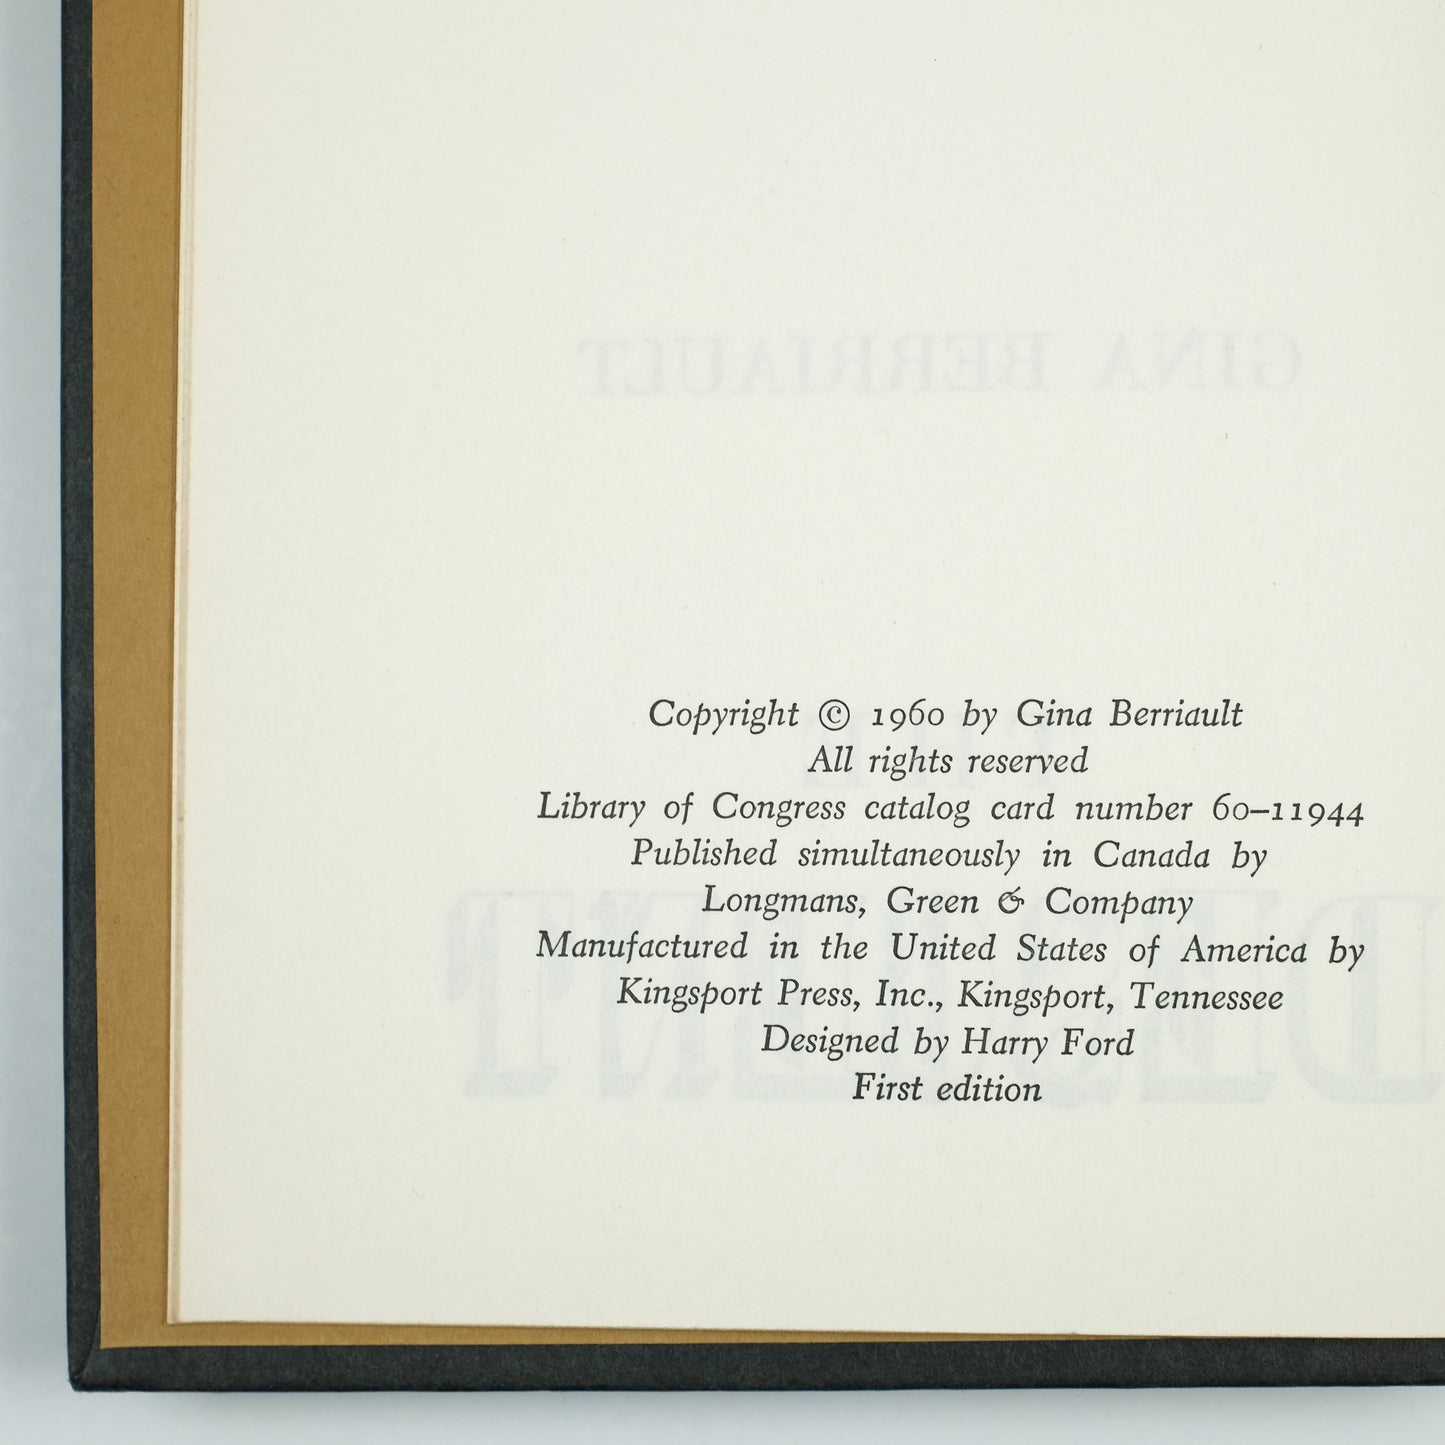 GINA BERRIAULT
Copyright © 1960 by Gina Berriault
All rights reserved
Library of Congress catalog card number 60–11944
Published simultaneously in Canada by
Longmans, Green & Company
Manufactured in the United States of America by
Kingsport Press, Inc., Kingsport, Tennessee
Designed by Harry Ford
First edition